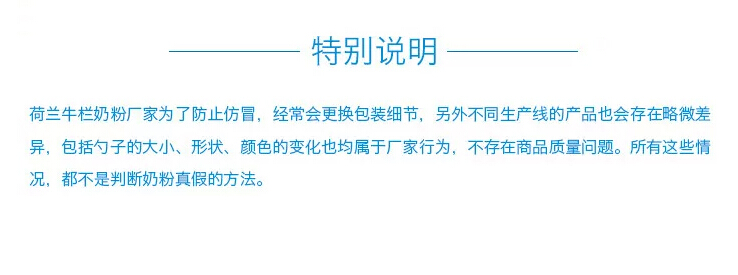 特别说明
荷兰牛栏奶粉厂家为了防止仿冒，经常会更换包装细节，另外不同生产线的产品也会存在略微差
异，包括勺子的大小、形状、颜色的变化也均属于厂家行为，不存在商品质量问题。所有这些情
况，都不是判断奶粉真假的方法。